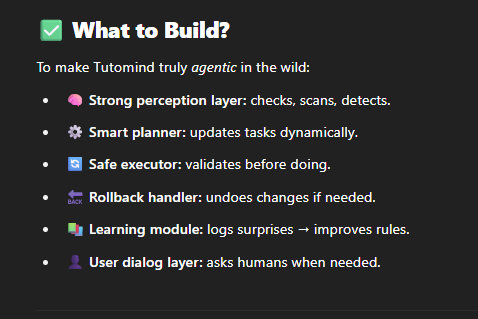 ✅ What to Build?
To make Tutomind truly agentic in the wild:
• 🧠 Strong perception layer: checks, scans, detects.
• ⚙️ Smart planner: updates tasks dynamically.
• 🔄 Safe executor: validates before doing.
• 🔙 Rollback handler: undoes changes if needed.
• 📚 Learning module: logs surprises → improves rules.
• 👤 User dialog layer: asks humans when needed.